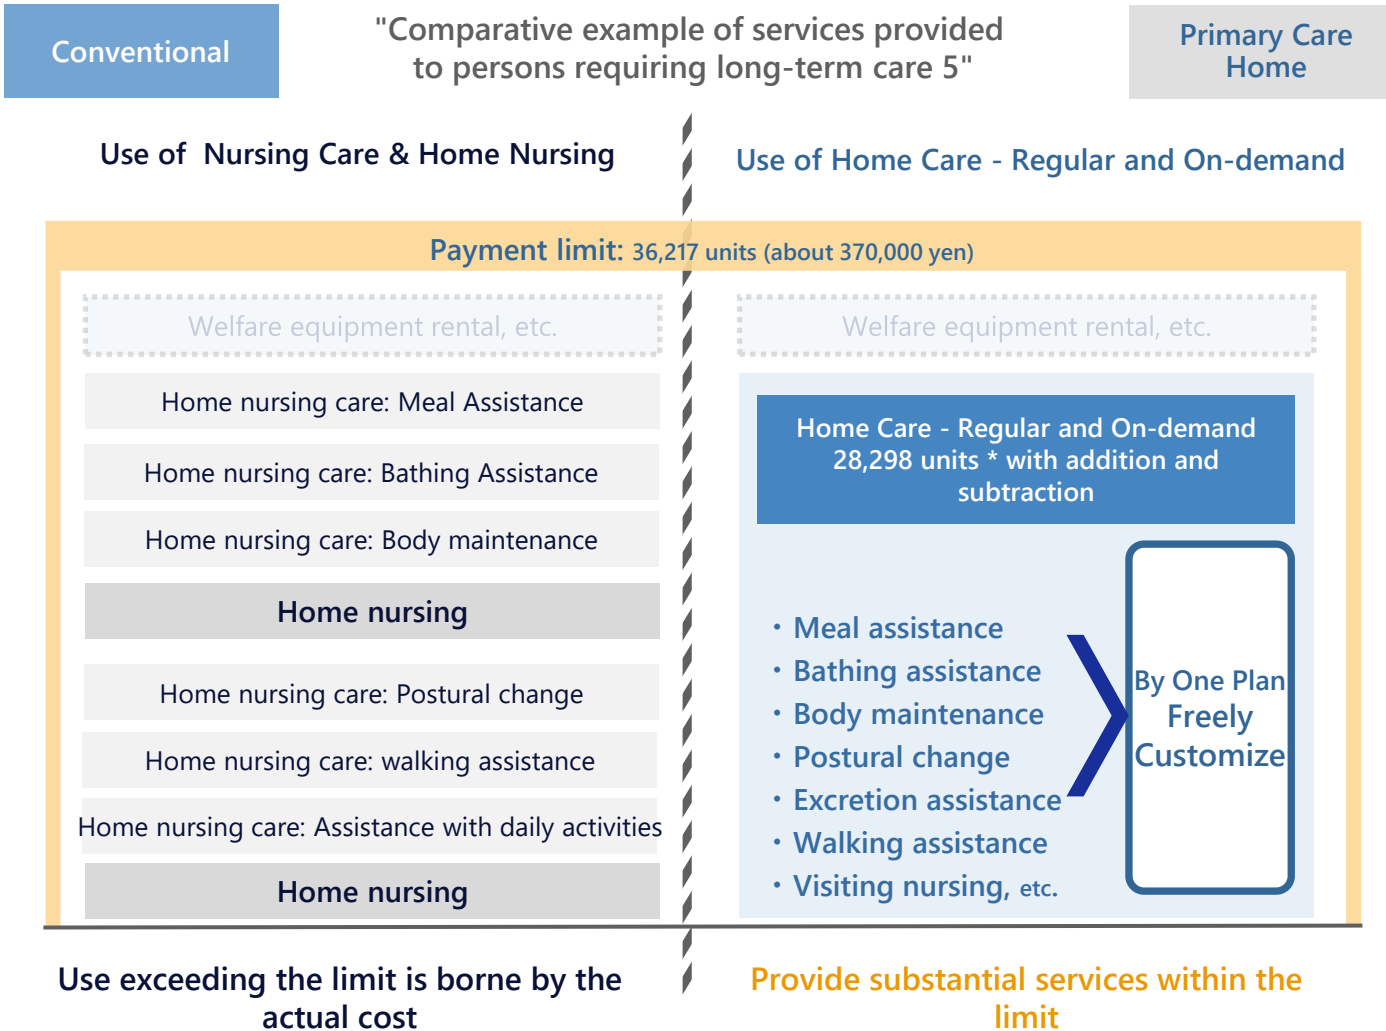 Conventional
"Comparative example of services provided
to persons requiring long-term care 5"
Primary Care
Home
Use of Nursing Care & Home Nursing
Use of Home Care - Regular and On-demand
Payment limit: 36,217 units (about 370,000 yen)
Welfare equipment rental, etc.
Home nursing care: Meal Assistance
Home nursing care: Bathing Assistance
Home nursing care: Body maintenance
Home nursing
Home nursing care: Postural change
Home nursing care: walking assistance
Home nursing care: Assistance with daily activities
Home nursing
Use exceeding the limit is borne by the
actual cost
Welfare equipment rental, etc.
Home Care - Regular and On-demand
28,298 units * with addition and
subtraction
・Meal assistance
・Bathing assistance
・Body maintenance
・Postural change
・Excretion assistance
・Walking assistance
・Visiting nursing, etc.
By One Plan
Freely
Customize
Provide substantial services within the
limit